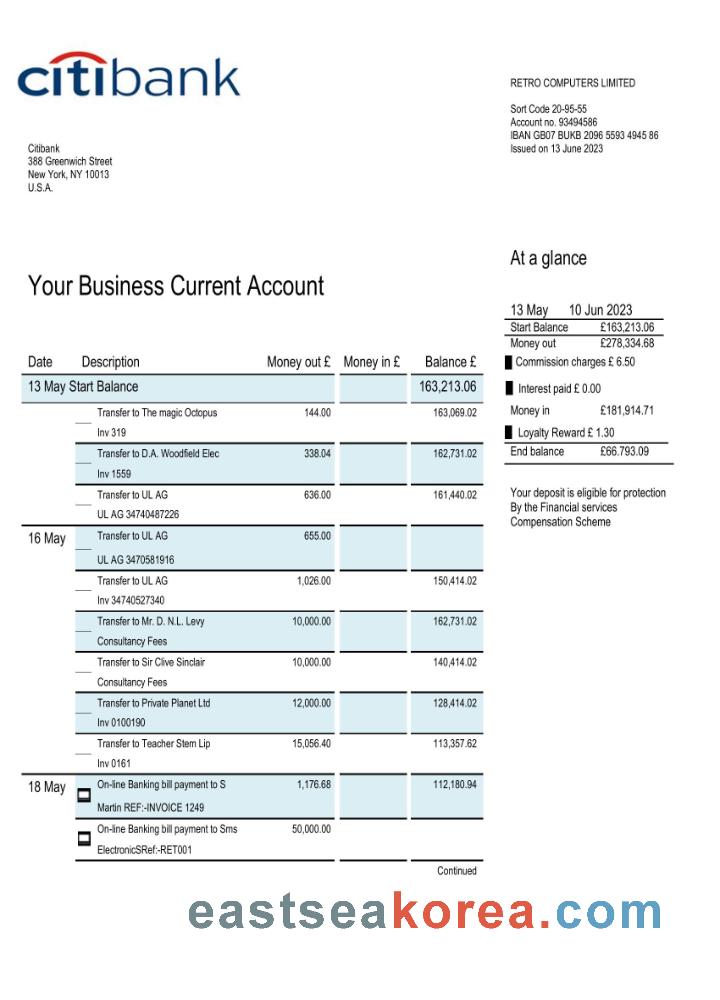 citibank
RETRO COMPUTERS LIMITED
Sort Code 20-95-55
Account no. 93494586
IBAN GB07 BUKB 2096 5593 4945 86
Issued on 13 June 2023
Citibank
388 Greenwich Street
New York, NY 10013
U.S.A.
At a glance
13 May 10 Jun 2023
Start Balance £163,213.06
Money out £278,334.68
Commission charges £ 6.50
Interest paid £ 0.00
Money in £181,914.71
Loyalty Reward £ 1.30
End balance £66.793.09
Your deposit is eligible for protection
By the Financial services
Compensation Scheme
Your Business Current Account
Date Description Money out £ Money in £ Balance £
13 May Start Balance 163,213.06
Transfer to The magic Octopus 144.00 163,069.02
Inv 319
Transfer to D.A. Woodfield Elec 338.04 162,731.02
Inv 1559
Transfer to UL AG 636.00 161,440.02
UL AG 34740487226
16 May Transfer to UL AG 655.00
UL AG 3470581916
Transfer to UL AG 1,026.00 150,414.02
Inv 34740527340
Transfer to Mr. D. N.L. Levy 10,000.00 162,731.02
Consultancy Fees
Transfer to Sir Clive Sinclair 10,000.00 140,414.02
Consultancy Fees
Transfer to Private Planet Ltd 12,000.00 128,414.02
Inv 0100190
Transfer to Teacher Stem Lip 15,056.40 113,357.62
Inv 0161
18 May On-line Banking bill payment to S 1,176.68 112,180.94
Martin REF:-INVOICE 1249
On-line Banking bill payment to Sms 50,000.00
ElectronicSRef:-RET001
Continued
eastseakorea.com